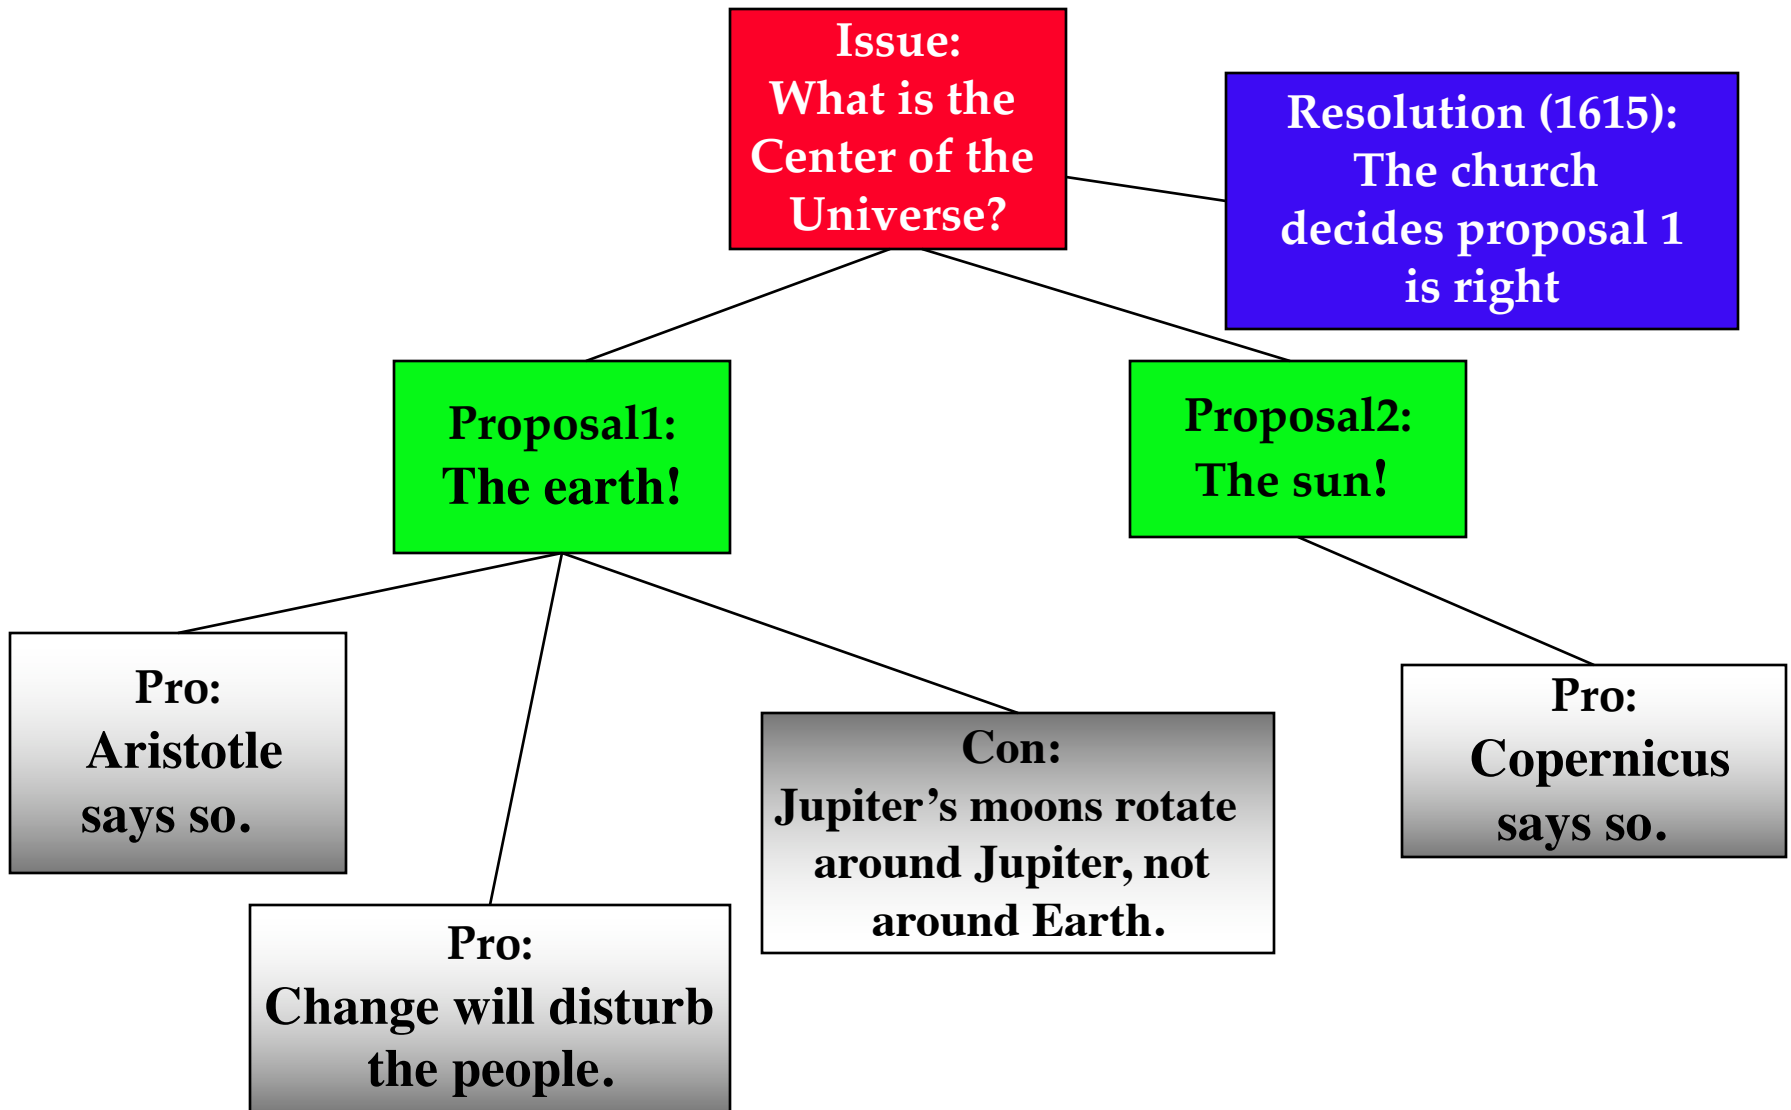 Issue:
What is the
Center of the
Universe?
Resolution (1615):
The church
decides proposal 1
is right
Proposal1:
The earth!
Proposal2:
The sun!
Pro:
Aristotle
says so.
Pro:
Change will disturb
the people.
Con:
Jupiter’s moons rotate
around Jupiter, not
around Earth.
Pro:
Copernicus
says so.